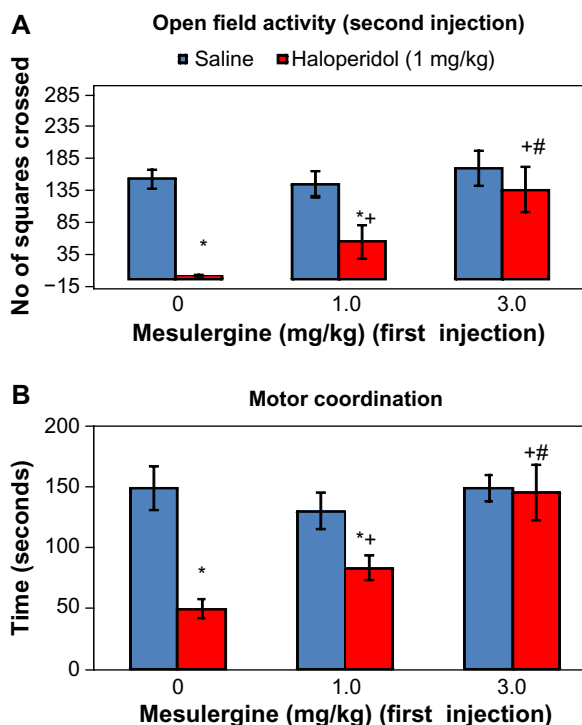 A
Open field activity (second injection)
Saline Haloperidol (1 mg/kg)
No of squares crossed
285
235
185
135
85
35
−15
*
*+
+#
0 1.0 3.0
Mesulergine (mg/kg) (first injection)
B
Motor coordination
Time (seconds)
200
150
100
50
0
*
*+
+#
0 1.0 3.0
Mesulergine (mg/kg) (first injection)